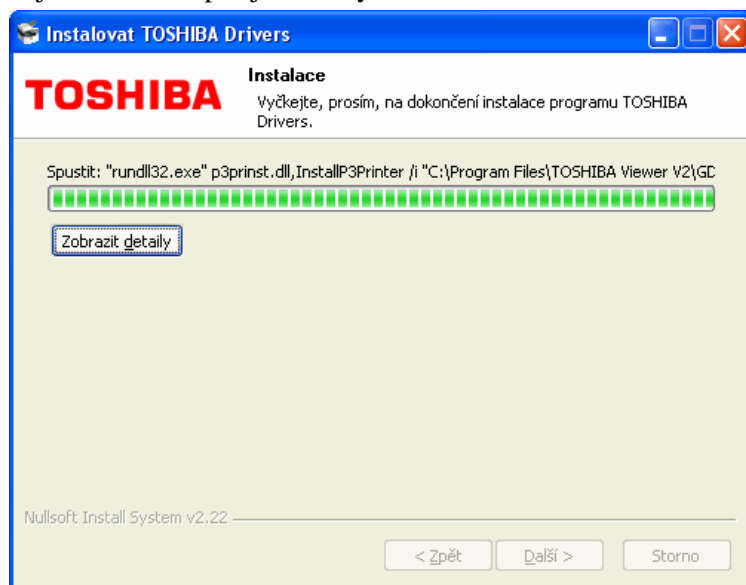 Instalovat TOSHIBA Drivers
TOSHIBA
Instalace
Vyčkejte, prosím, na dokončení instalace programu TOSHIBA
Drivers.
Spustit: "rundll32.exe" p3prinst.dll,InstallP3Printer /i "C:\Program Files\TOSHIBA Viewer V2\GD
Zobrazit detaily
Nullsoft Install System v2.22
< Zpět
Další >
Storno